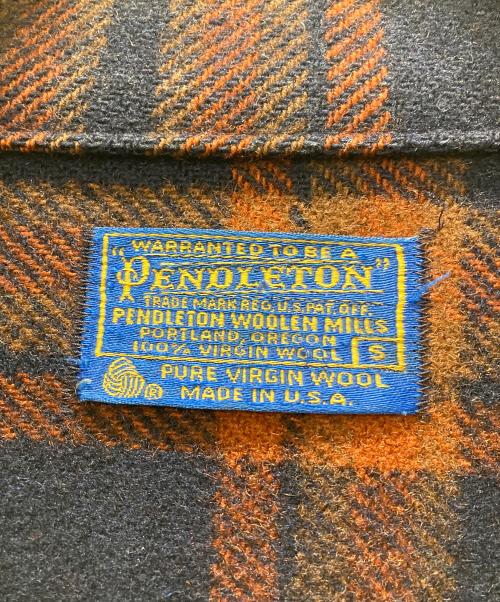 "WARRANTED TO BE A
PENDLETON"
TRADE MARK REG. U.S. PAT. OFF.
PENDLETON WOOLEN MILLS
PORTLAND, OREGON
100% VIRGIN WOOL S
PURE VIRGIN WOOL
® MADE IN U.S.A.